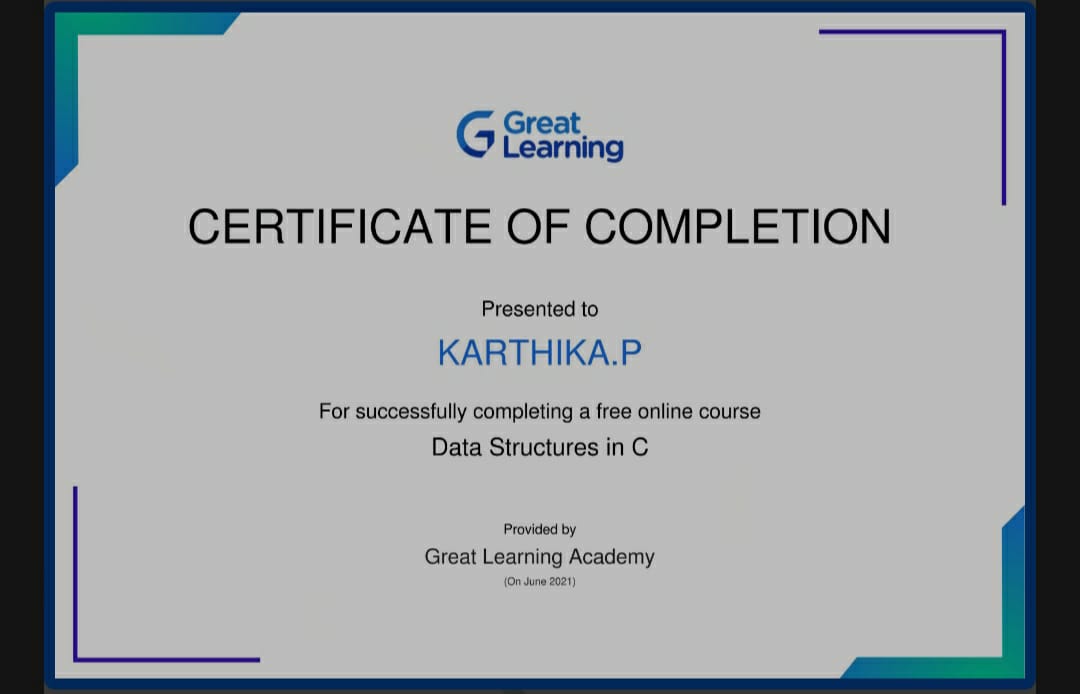 Great
Learning
CERTIFICATE OF COMPLETION
Presented to
KARTHIKA.P
For successfully completing a free online course
Data Structures in C
Provided by
Great Learning Academy
(On June 2021)